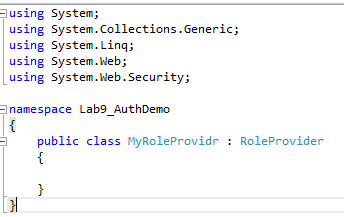 using System;
using System.Collections.Generic;
using System.Linq;
using System.Web;
using System.Web.Security;
namespace Lab9_AuthDemo
{
public class MyRoleProvidr : RoleProvider
{
}
}